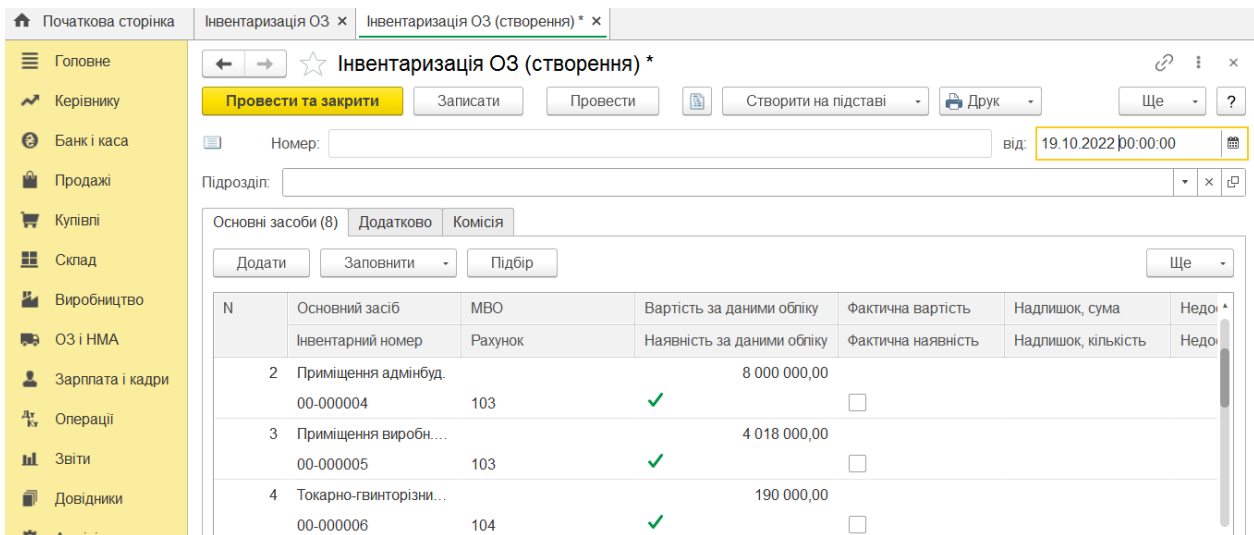 Початкова сторінка
Інвентаризація ОЗ ×
Інвентаризація ОЗ (створення) * ×
Головне
Керівнику
Банк і каса
Продажі
Купівлі
Склад
Виробництво
ОЗ і НМА
Зарплата і кадри
Операції
Звіти
Довідники
Інвентаризація ОЗ (створення) *
Провести та закрити Записати Провести Створити на підставі Друк Ще ?
Номер: від: 19.10.2022 00:00:00
Підрозділ:
Основні засоби (8) Додатково Комісія
Додати Заповнити Підбір Ще
N Основний засіб МВО Вартість за даними обліку Фактична вартість Надлишок, сума
Інвентарний номер Рахунок Наявність за даними обліку Фактична наявність Надлишок, кількість
2 Приміщення адмінбуд. 8 000 000,00
00-000004 103
3 Приміщення виробн.... 4 018 000,00
00-000005 103
4 Токарно-гвинторізни... 190 000,00
00-000006 104